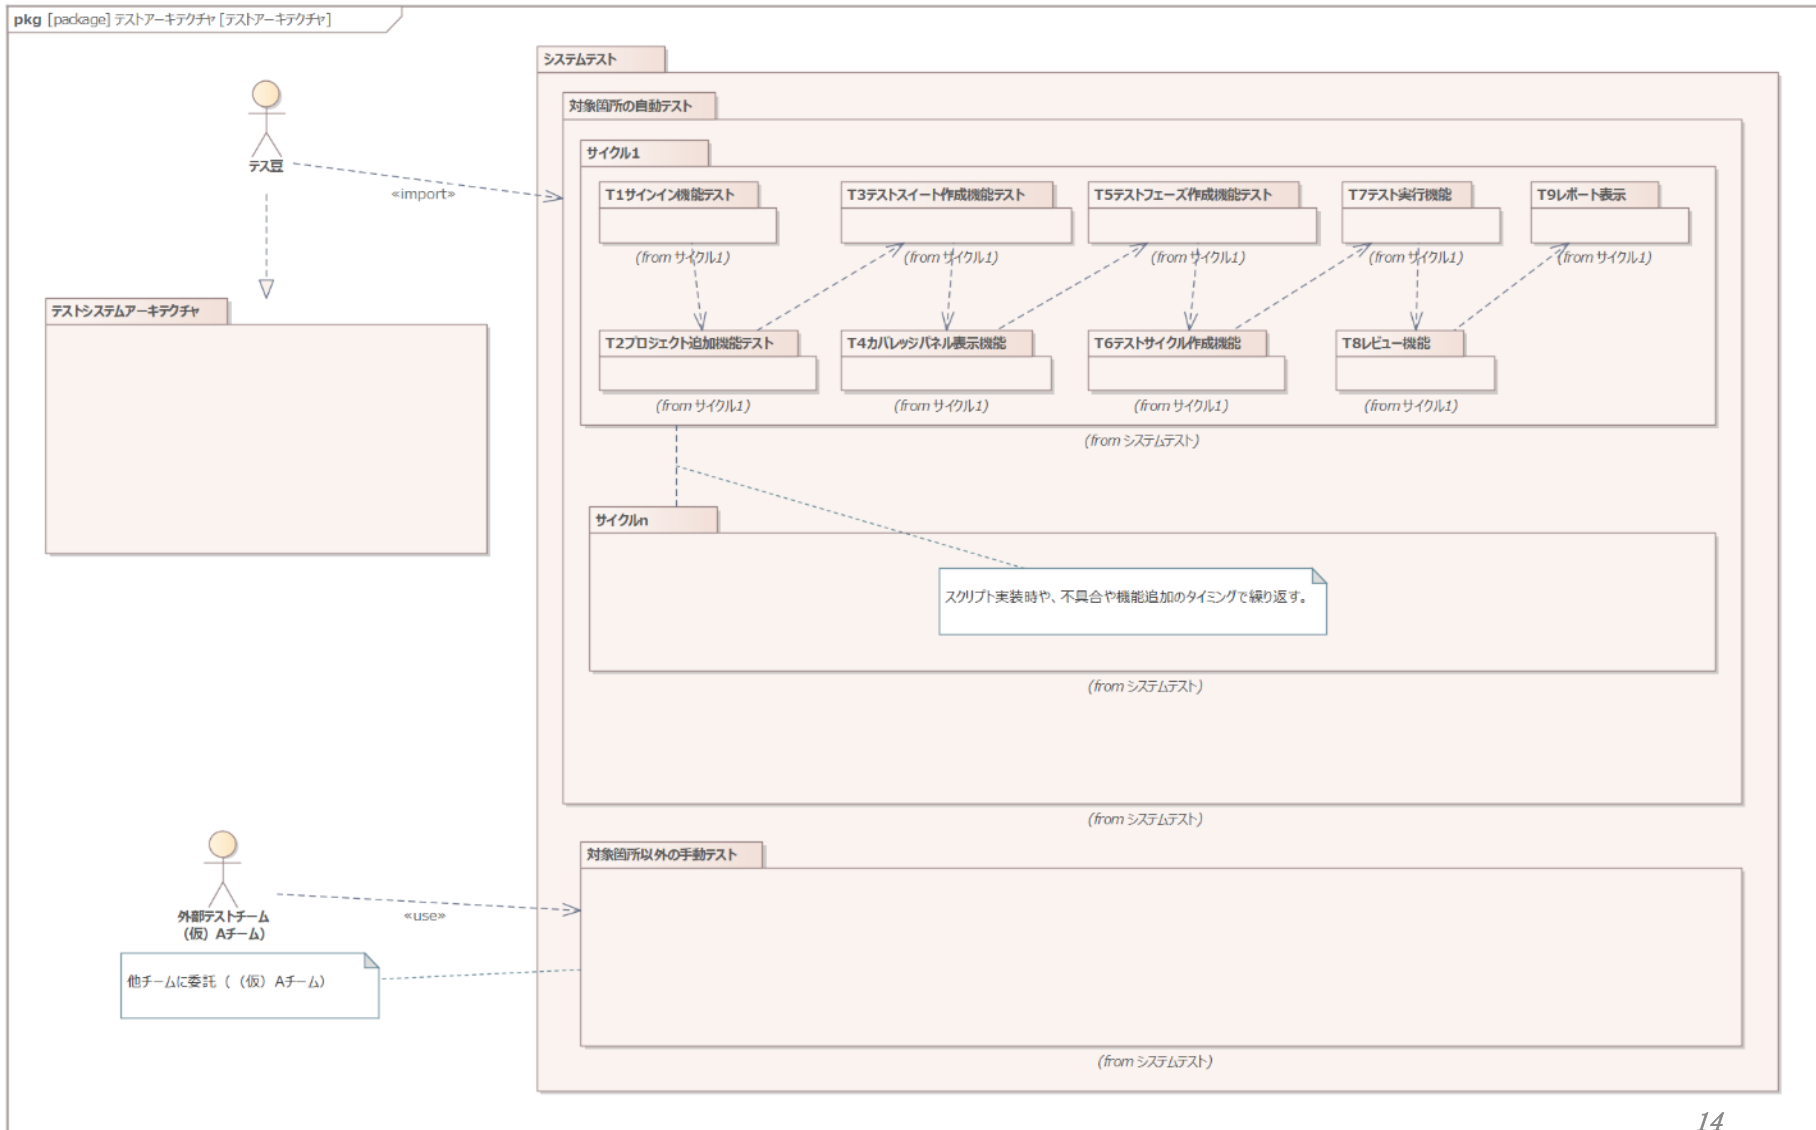 pkg [package] テストアーキテクチャ [テストアーキテクチャ]
システムテスト
対象箇所の自動テスト
サイクル1
テス豆
«import»
T1サインイン機能テスト
T3テストスイート作成機能テスト
T5テストフェーズ作成機能テスト
T7テスト実行機能
T9レポート表示
(from サイクル1)
(from サイクル1)
(from サイクル1)
(from サイクル1)
(from サイクル1)
テストシステムアーキテクチャ
T2プロジェクト追加機能テスト
T4カバレッジパネル表示機能
T6テストサイクル作成機能
T8レビュー機能
(from サイクル1)
(from サイクル1)
(from サイクル1)
(from サイクル1)
(from システムテスト)
サイクルn
スクリプト実装時や、不具合や機能追加のタイミングで繰り返す。
(from システムテスト)
(from システムテスト)
対象箇所以外の手動テスト
外部テストチーム
（仮）Aチーム）
«use»
他チームに委託（（仮）Aチーム）
(from システムテスト)
14